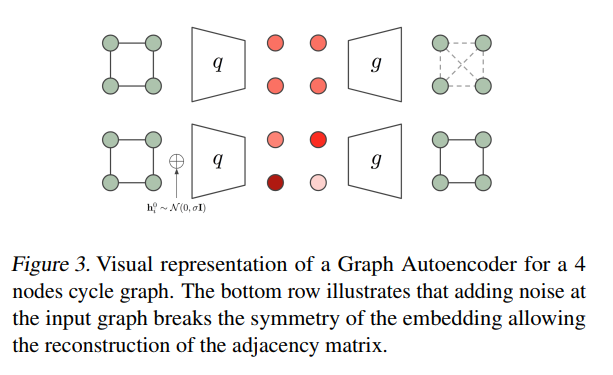 q
g
q
g
h_i^0 ~ N(0, σI)
Figure 3. Visual representation of a Graph Autoencoder for a 4
nodes cycle graph. The bottom row illustrates that adding noise at
the input graph breaks the symmetry of the embedding allowing
the reconstruction of the adjacency matrix.